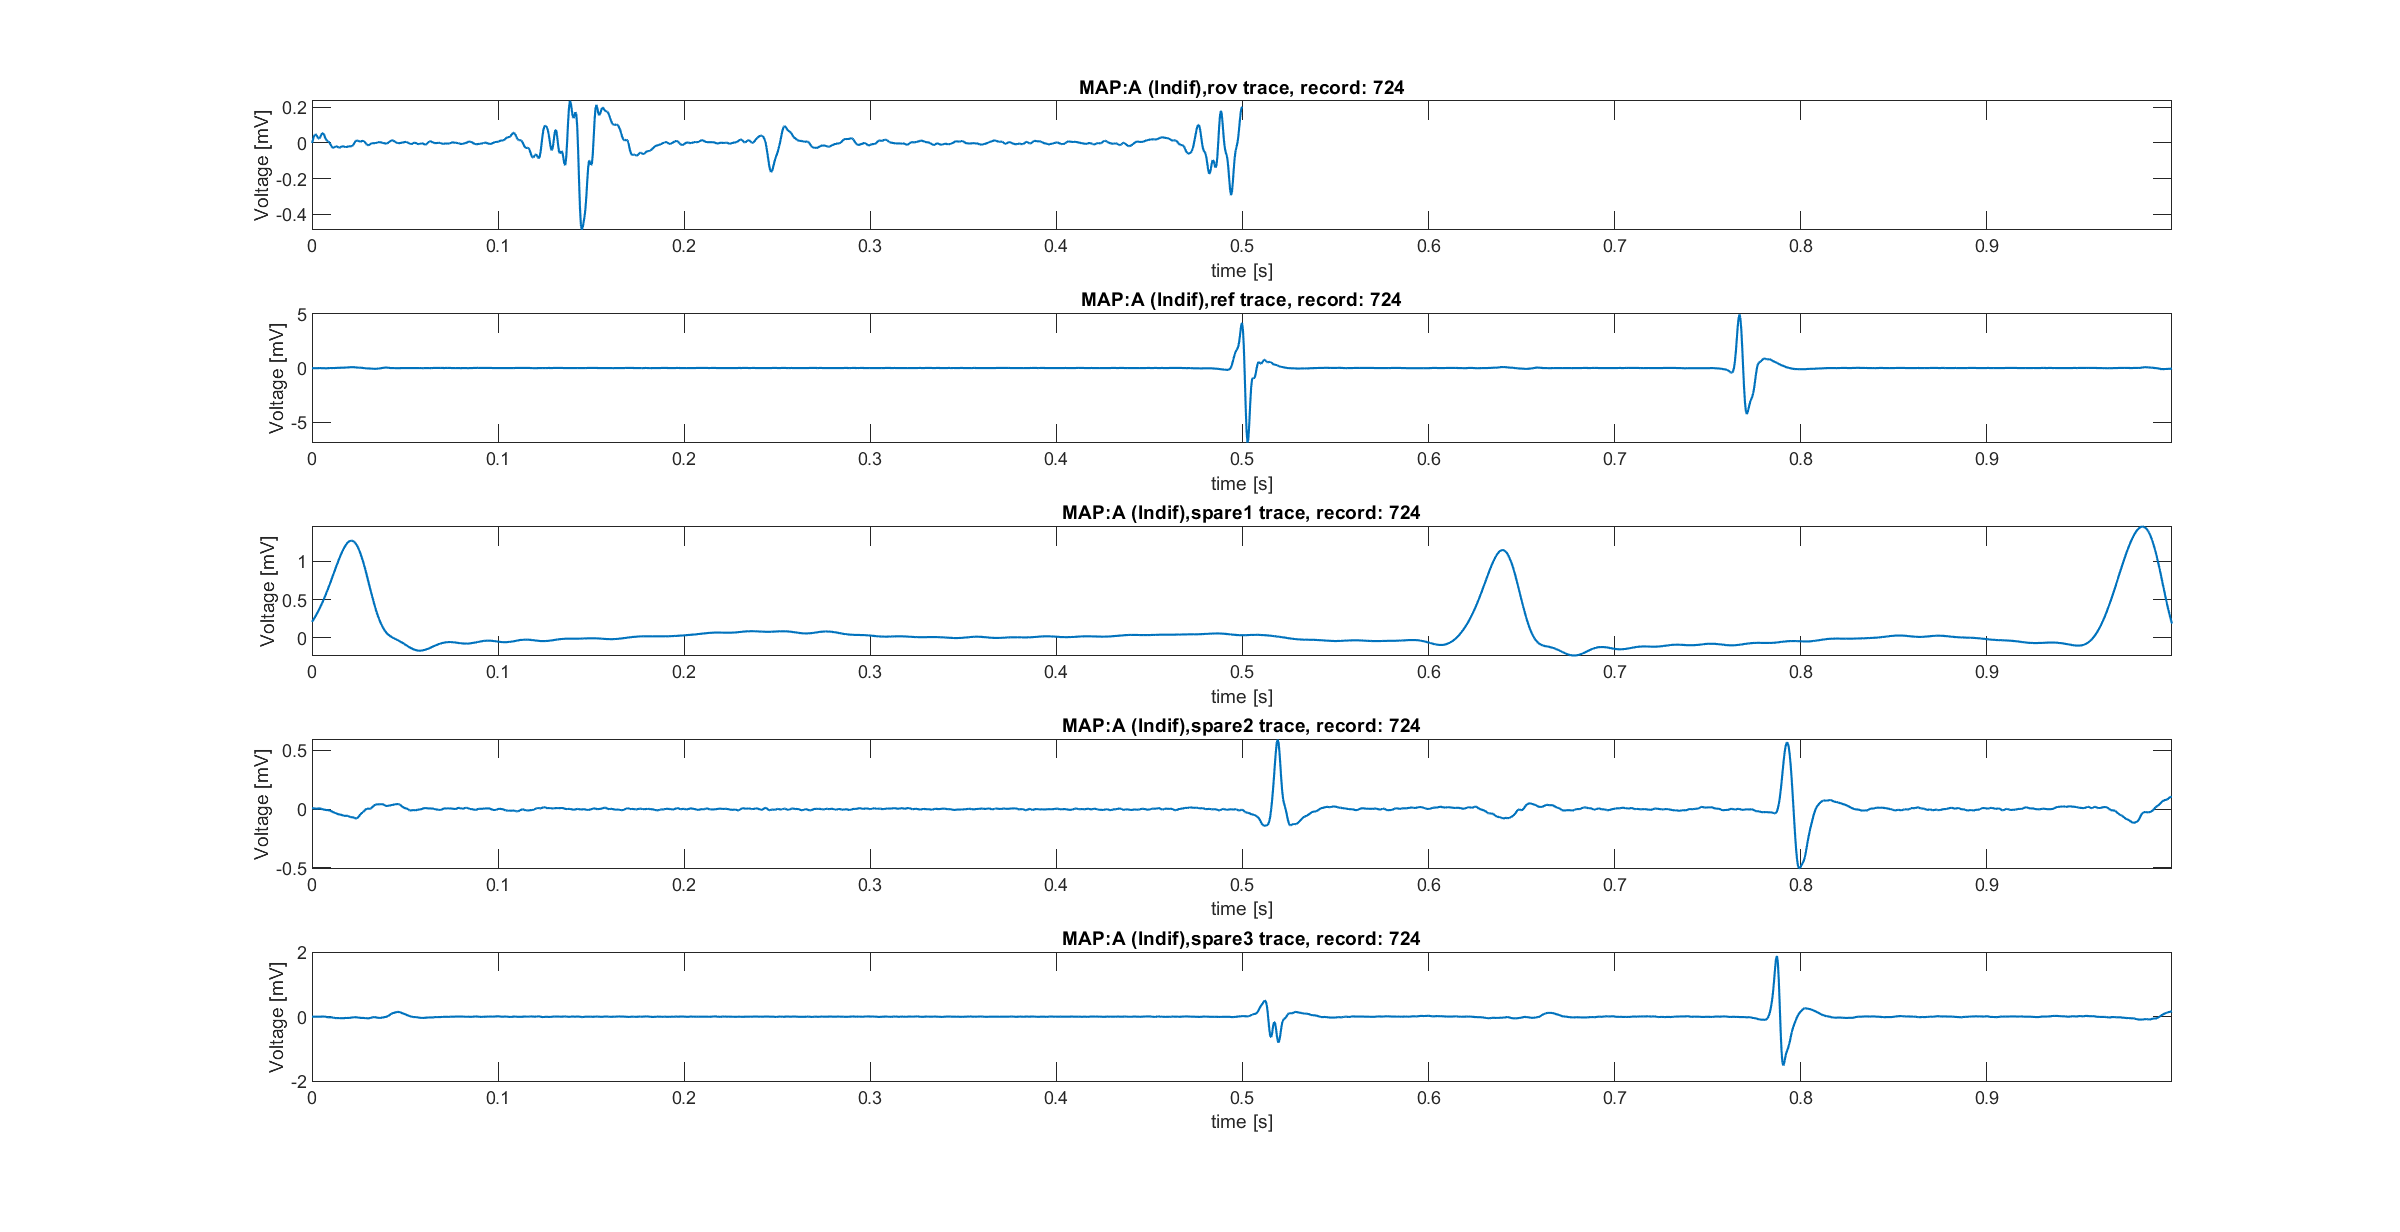 MAP:A (Indif),rov trace, record: 724
Voltage [mV]
0.2
0
-0.2
-0.4
0 0.1 0.2 0.3 0.4 0.5 0.6 0.7 0.8 0.9
time [s]
MAP:A (Indif),ref trace, record: 724
Voltage [mV]
5
0
-5
0 0.1 0.2 0.3 0.4 0.5 0.6 0.7 0.8 0.9
time [s]
MAP:A (Indif),spare1 trace, record: 724
Voltage [mV]
1
0.5
0
0 0.1 0.2 0.3 0.4 0.5 0.6 0.7 0.8 0.9
time [s]
MAP:A (Indif),spare2 trace, record: 724
Voltage [mV]
0.5
0
-0.5
0 0.1 0.2 0.3 0.4 0.5 0.6 0.7 0.8 0.9
time [s]
MAP:A (Indif),spare3 trace, record: 724
Voltage [mV]
2
0
-2
0 0.1 0.2 0.3 0.4 0.5 0.6 0.7 0.8 0.9
time [s]